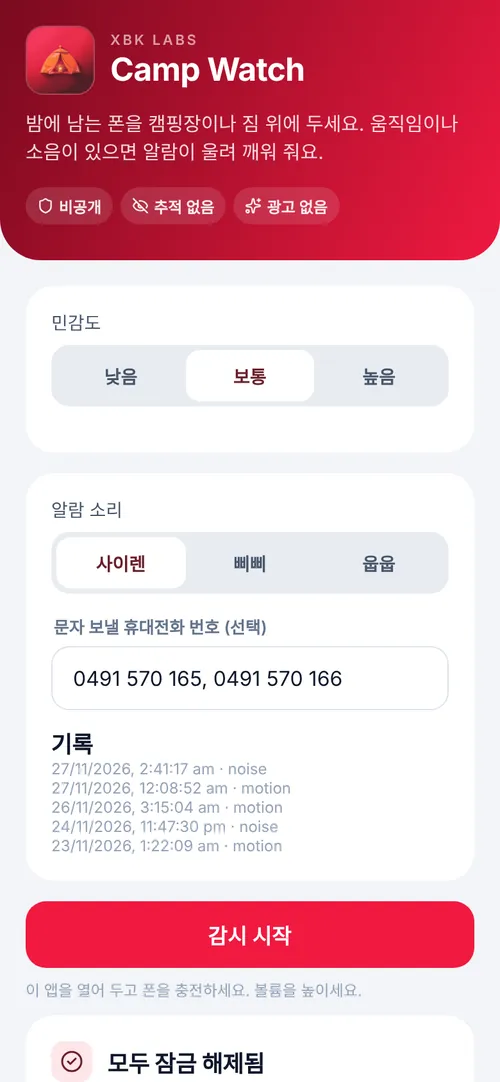 XBK LABS
Camp Watch
밤에 남는 폰을 캠핑장이나 짐 위에 두세요. 움직임이나
소음이 있으면 알람이 울려 깨워 줘요.
비공개 추적 없음 광고 없음
민감도
낮음 보통 높음
알람 소리
사이렌 삐삐 웁웁
문자 보낼 휴대전화 번호 (선택)
0491 570 165, 0491 570 166
기록
27/11/2026, 2:41:17 am · noise
27/11/2026, 12:08:52 am · motion
26/11/2026, 3:15:04 am · motion
24/11/2026, 11:47:30 pm · noise
23/11/2026, 1:22:09 am · motion
감시 시작
이 앱을 열어 두고 폰을 충전하세요. 볼륨을 높이세요.
모두 잠금 해제됨